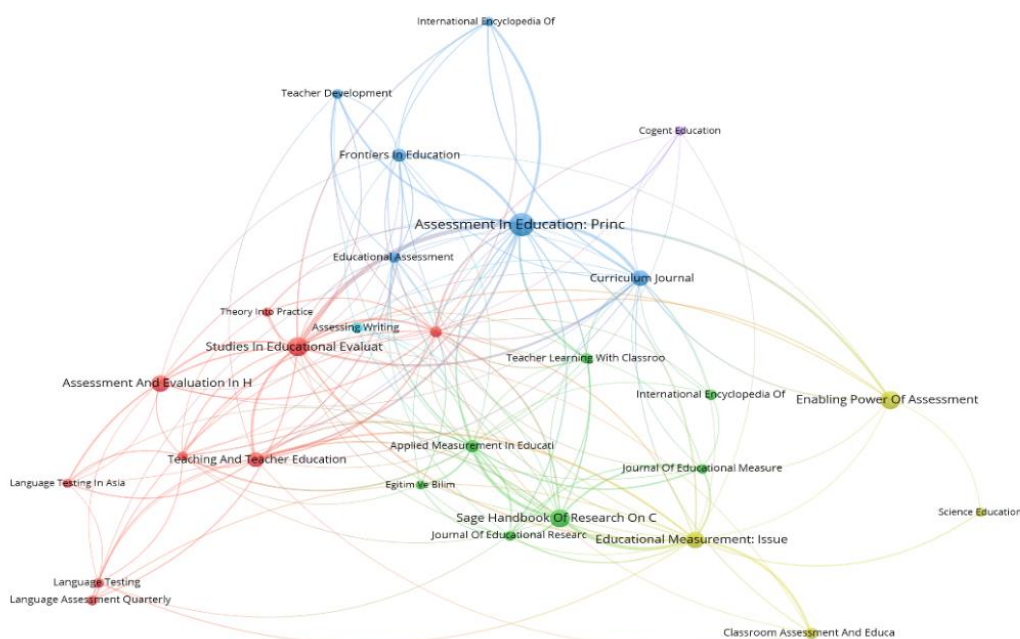 International Encyclopedia Of
Teacher Development
Cogent Education
Frontiers In Education
Assessment In Education: Princ
Educational Assessment
Curriculum Journal
Theory Into Practice
Assessing Writing
Studies In Educational Evaluat
Teacher Learning With Classroo
Assessment And Evaluation In H
International Encyclopedia Of
Enabling Power Of Assessment
Applied Measurement In Educati
Teaching And Teacher Education
Journal Of Educational Measure
Language Testing In Asia
Egitim Ve Bilim
Science Education
Sage Handbook Of Research On C
Journal Of Educational Researc
Educational Measurement: Issue
Language Testing
Language Assessment Quarterly
Classroom Assessment And Educa